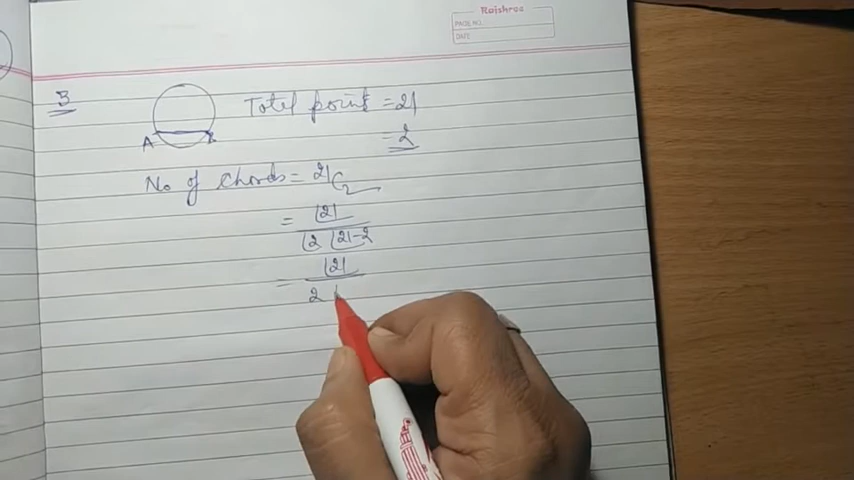 Raishree
PAGE NO.
DATE
3
Total point = 21
= 2
A B
No of chords = 21C2
= |21
|2 |21-2
= |21
2 |